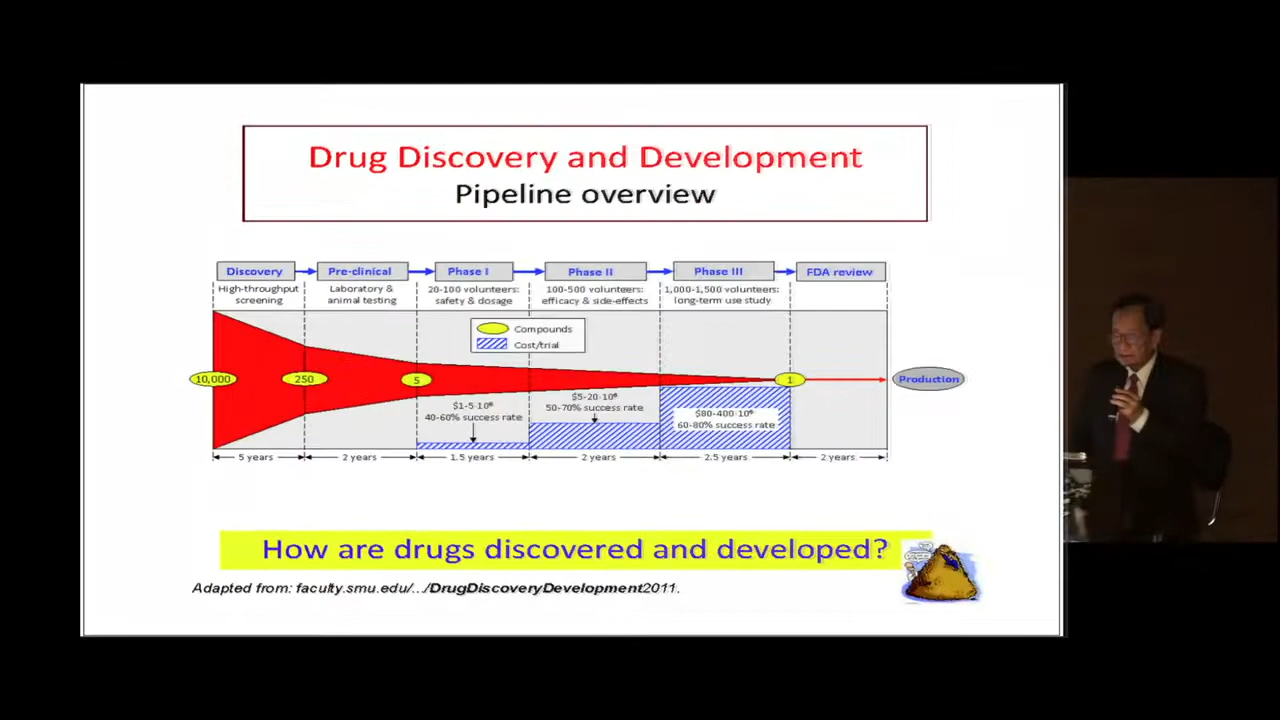 Drug Discovery and Development
Pipeline overview
Discovery
Pre-clinical
Phase I
Phase II
Phase III
FDA review
High-throughput
screening
Laboratory &
animal testing
20-100 volunteers:
safety & dosage
100-500 volunteers:
efficacy & side-effects
1,000-1,500 volunteers:
long-term use study
Compounds
Cost/trial
10,000
250
5
1
Production
$1-5·10⁶
40-60% success rate
$5-20·10⁶
50-70% success rate
$80-400·10⁶
60-80% success rate
5 years
2 years
1.5 years
2 years
2.5 years
2 years
How are drugs discovered and developed?
Adapted from: faculty.smu.edu/.../DrugDiscoveryDevelopment2011.